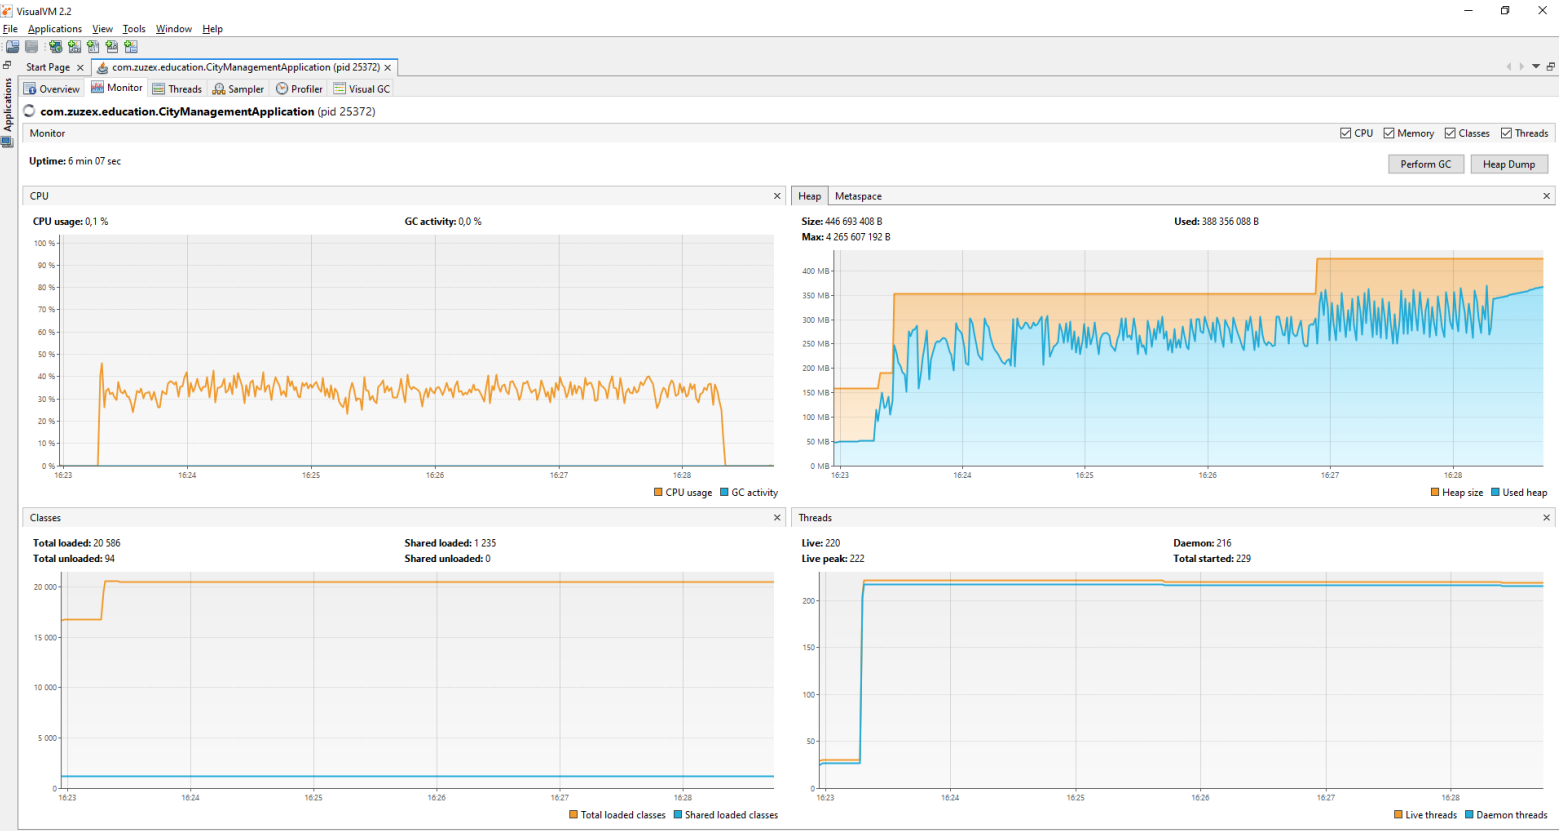 VisualVM 2.2
File Applications View Tools Window Help
Start Page com.zuzex.education.CityManagementApplication (pid 25372)
Applications
Overview Monitor Threads Sampler Profiler Visual GC
com.zuzex.education.CityManagementApplication (pid 25372)
Monitor CPU Memory Classes Threads
Uptime: 6 min 07 sec
Perform GC Heap Dump
CPU
CPU usage: 0,1 % GC activity: 0,0 %
100 %
90 %
80 %
70 %
60 %
50 %
40 %
30 %
20 %
10 %
0 %
16:23 16:24 16:25 16:26 16:27 16:28
CPU usage GC activity
Heap Metaspace
Size: 446 693 408 B Used: 388 356 088 B
Max: 4 265 607 192 B
400 MB
350 MB
300 MB
250 MB
200 MB
150 MB
100 MB
50 MB
0 MB
16:23 16:24 16:25 16:26 16:27 16:28
Heap size Used heap
Classes
Total loaded: 20 586 Shared loaded: 1 235
Total unloaded: 94 Shared unloaded: 0
20 000
15 000
10 000
5 000
0
16:23 16:24 16:25 16:26 16:27 16:28
Total loaded classes Shared loaded classes
Threads
Live: 220 Daemon: 216
Live peak: 222 Total started: 229
200
150
100
50
0
16:23 16:24 16:25 16:26 16:27 16:28
Live threads Daemon threads